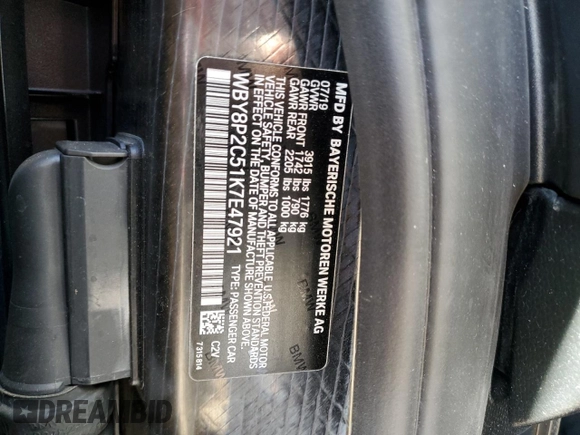 MFD BY BAYERISCHE MOTOREN WERKE AG
07/19
GVWR 3915 lbs 1776 kg
GAWR FRONT 1742 lbs 790 kg
GAWR REAR 2205 lbs 1000 kg
THIS VEHICLE CONFORMS TO ALL APPLICABLE U.S. FEDERAL MOTOR
VEHICLE SAFETY, BUMPER AND THEFT PREVENTION STANDARDS
IN EFFECT ON THE DATE OF MANUFACTURE SHOWN ABOVE.
WBY8P2C51K7E47921 TYPE: PASSENGER CAR
C2V
7315814
BMW
DREAMBID